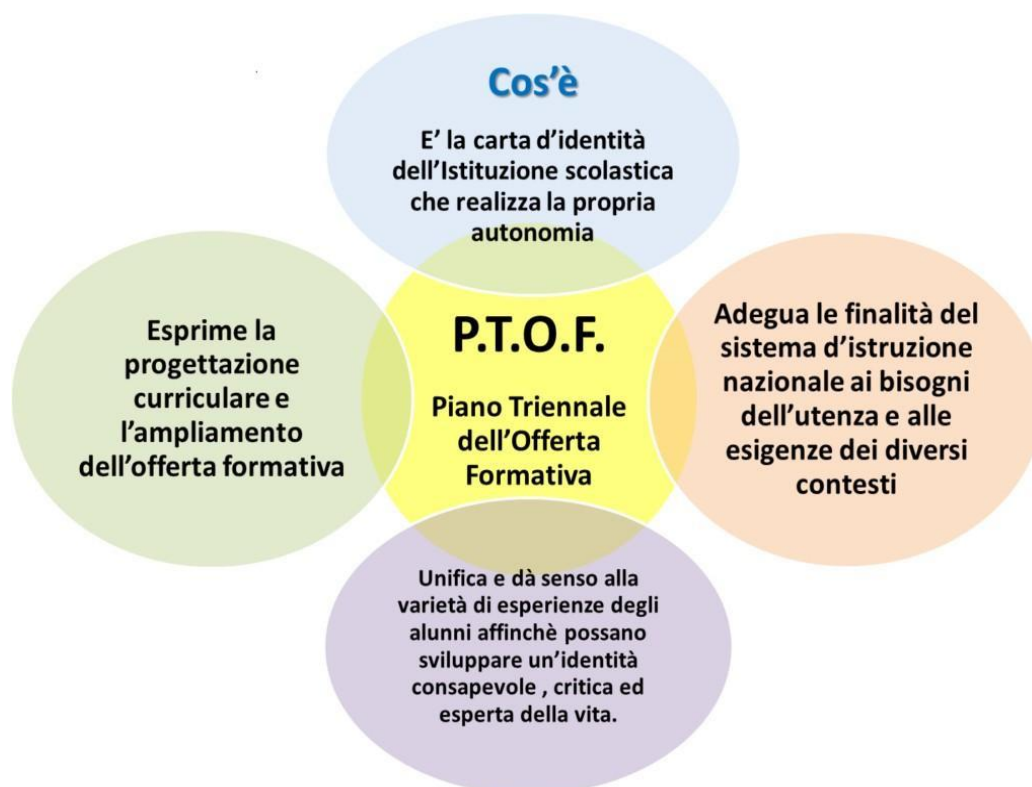 Cos'è
E' la carta d'identità
dell'Istituzione scolastica
che realizza la propria
autonomia
Esprime la
progettazione
curriculare e
l'ampliamento
dell'offerta formativa
P.T.O.F.
Piano Triennale
dell'Offerta
Formativa
Adegua le finalità del
sistema d'istruzione
nazionale ai bisogni
dell'utenza e alle
esigenze dei diversi
contesti
Unifica e dà senso alla
varietà di esperienze degli
alunni affinchè possano
sviluppare un'identità
consapevole , critica ed
esperta della vita.